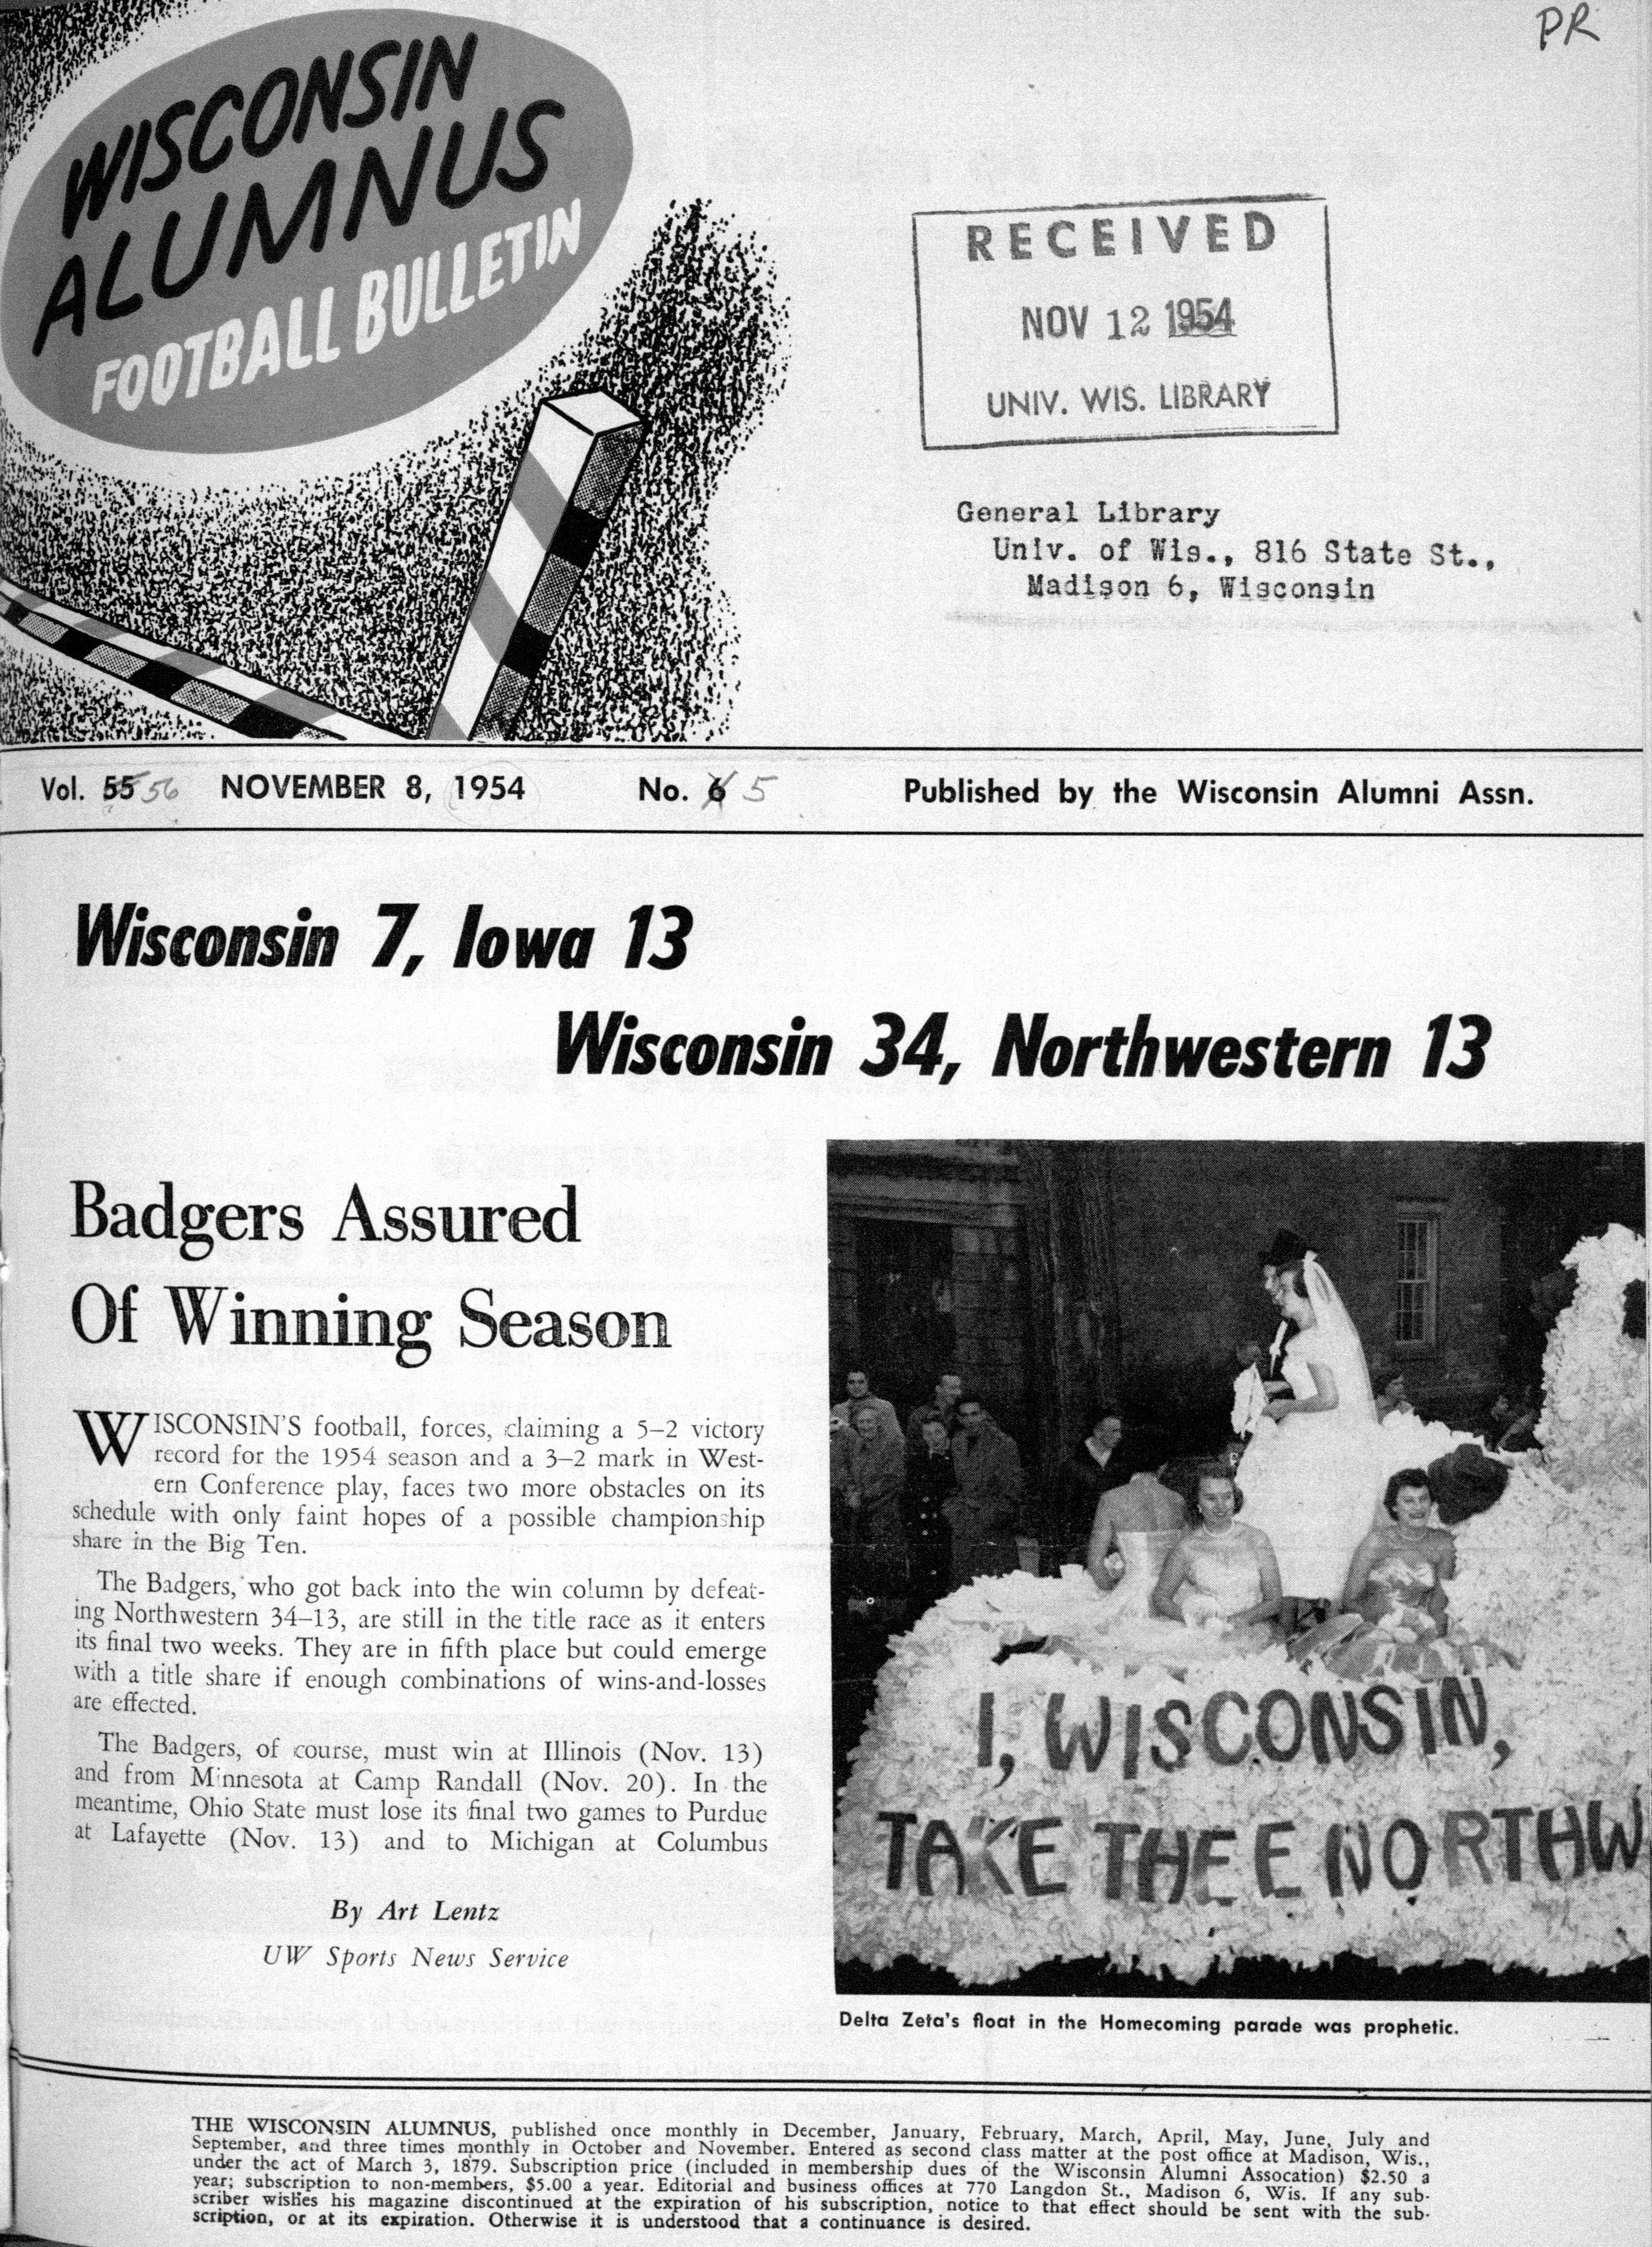 PR
WISCONSIN
ALUMNUS
FOOTBALL BULLETIN
RECEIVED
NOV 12 1954
UNIV. WIS. LIBRARY
General Library
Univ. of Wis., 816 State St.,
Madison 6, Wisconsin
Vol. 55 56 NOVEMBER 8, 1954 No. 6 5 Published by the Wisconsin Alumni Assn.
Wisconsin 7, Iowa 13
Wisconsin 34, Northwestern 13
Badgers Assured
Of Winning Season
WISCONSIN'S football, forces, claiming a 5–2 victory
record for the 1954 season and a 3–2 mark in West-
ern Conference play, faces two more obstacles on its
schedule with only faint hopes of a possible championship
share in the Big Ten.
The Badgers, who got back into the win column by defeat-
ing Northwestern 34–13, are still in the title race as it enters
its final two weeks. They are in fifth place but could emerge
with a title share if enough combinations of wins-and-losses
are effected.
The Badgers, of course, must win at Illinois (Nov. 13)
and from Minnesota at Camp Randall (Nov. 20). In the
meantime, Ohio State must lose its final two games to Purdue
at Lafayette (Nov. 13) and to Michigan at Columbus
By Art Lentz
UW Sports News Service
I, WISCONSIN,
TAKE THEE NORTHW
Delta Zeta's float in the Homecoming parade was prophetic.
THE WISCONSIN ALUMNUS, published once monthly in December, January, February, March, April, May, June, July and
September, and three times monthly in October and November. Entered as second class matter at the post office at Madison, Wis.,
under the act of March 3, 1879. Subscription price (included in membership dues of the Wisconsin Alumni Assocation) $2.50 a
year; subscription to non-members, $5.00 a year. Editorial and business offices at 770 Langdon St., Madison 6, Wis. If any sub-
scriber wishes his magazine discontinued at the expiration of his subscription, notice to that effect should be sent with the sub-
scription, or at its expiration. Otherwise it is understood that a continuance is desired.